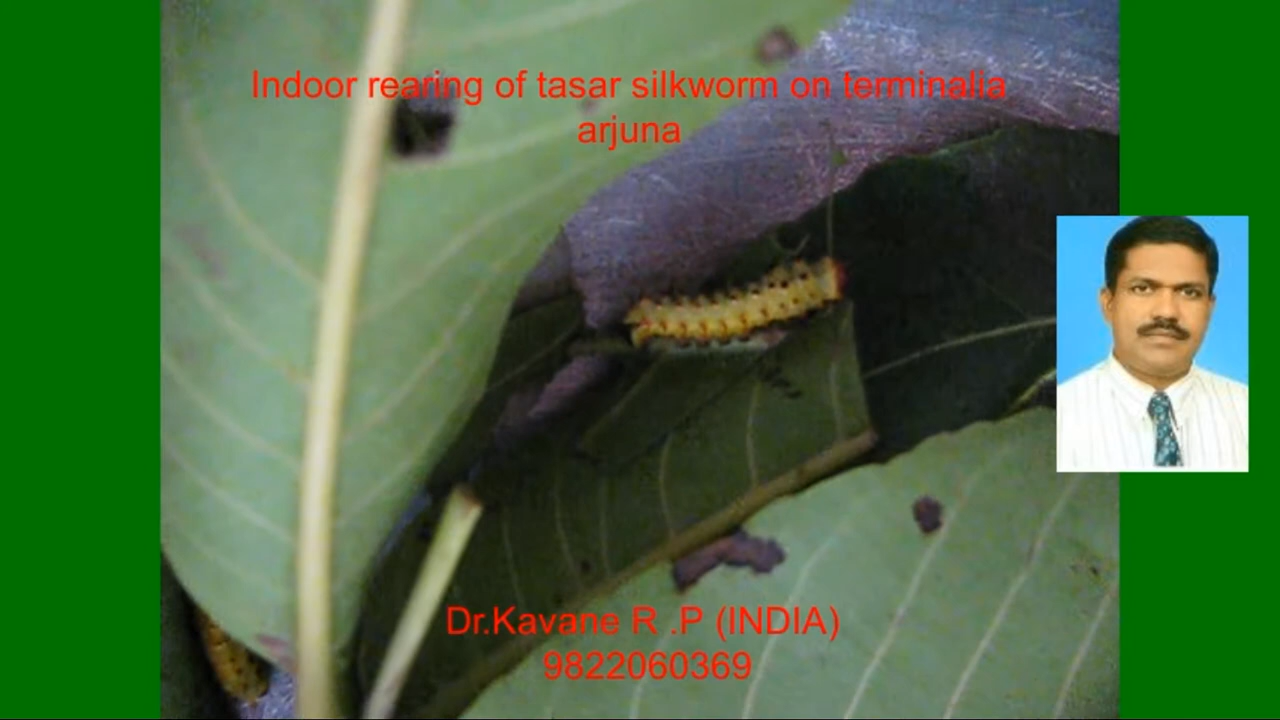 Indoor rearing of tasar silkworm on terminalia
arjuna
Dr.Kavane R .P (INDIA)
9822060369